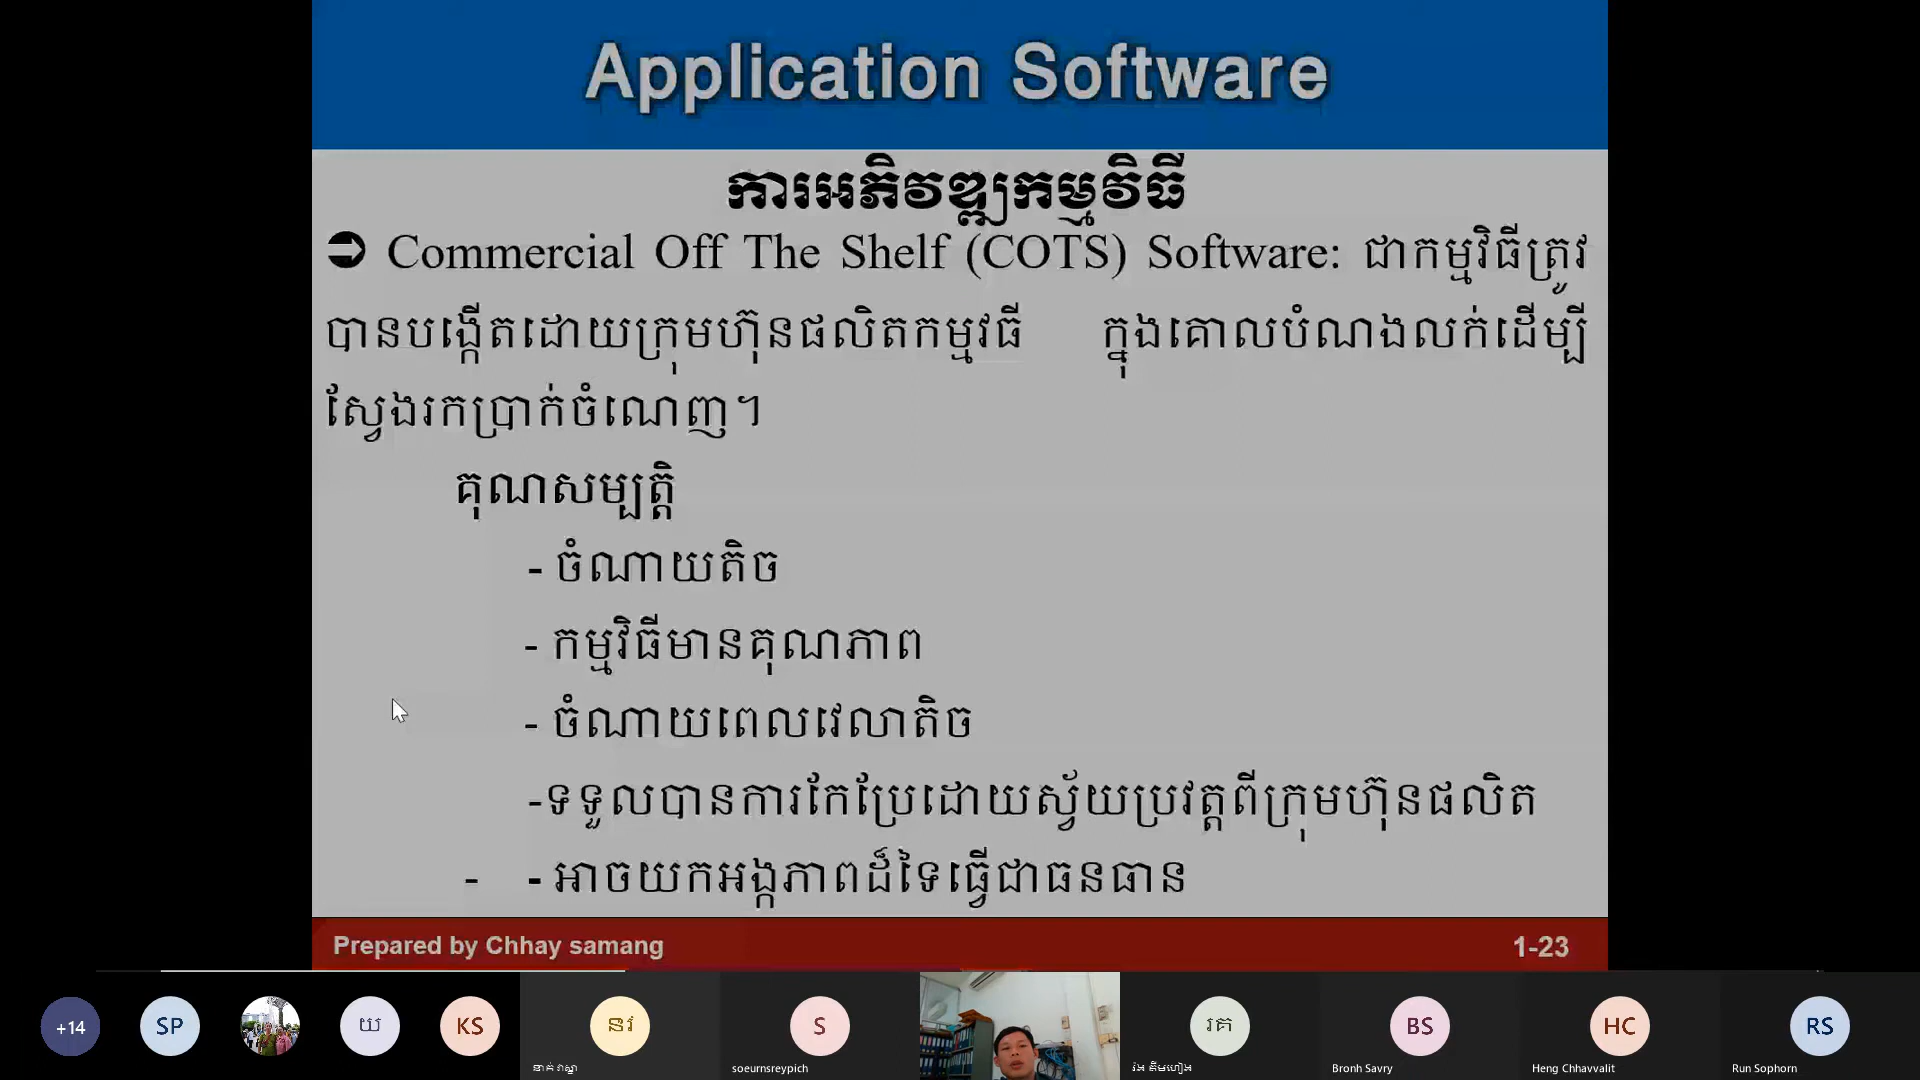 Application Software
ការអភិវឌ្ឍកម្មវិធី
Commercial Off The Shelf (COTS) Software: ជាកម្មវិធីត្រូវ
បានបង្កើតដោយក្រុមហ៊ុនផលិតកម្មវធី ក្នុងគោលបំណងលក់ដើម្បី
ស្វែងរកប្រាក់ចំណេញ។
គុណសម្បត្តិ
- ចំណាយតិច
- កម្មវិធីមានគុណភាព
- ចំណាយពេលវេលាតិច
-ទទួលបានការកែប្រែដោយស្វ័យប្រវត្តពីក្រុមហ៊ុនផលិត
- - អាចយកអង្គភាពដ៏ទៃធ្វើជាធនធាន
Prepared by Chhay samang 1-23
+14 SP យ KS នវ S រគ BS HC RS
នាក់ វាស្នា soeurnsreypich Bronh Savry Heng Chhavvalit Run Sophorn